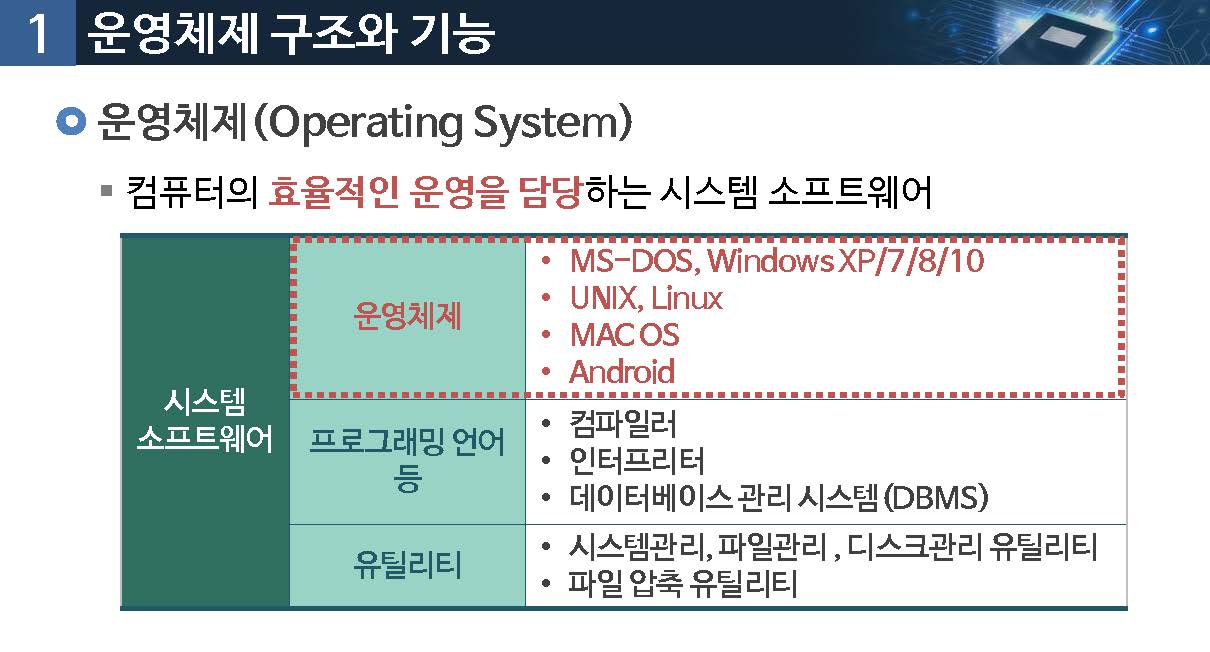 1 운영체제 구조와 기능
운영체제(Operating System)
컴퓨터의 효율적인 운영을 담당하는 시스템 소프트웨어
시스템
소프트웨어
운영체제
• MS-DOS, Windows XP/7/8/10
• UNIX, Linux
• MAC OS
• Android
프로그래밍 언어
등
• 컴파일러
• 인터프리터
• 데이터베이스 관리 시스템(DBMS)
유틸리티
• 시스템관리, 파일관리 , 디스크관리 유틸리티
• 파일 압축 유틸리티